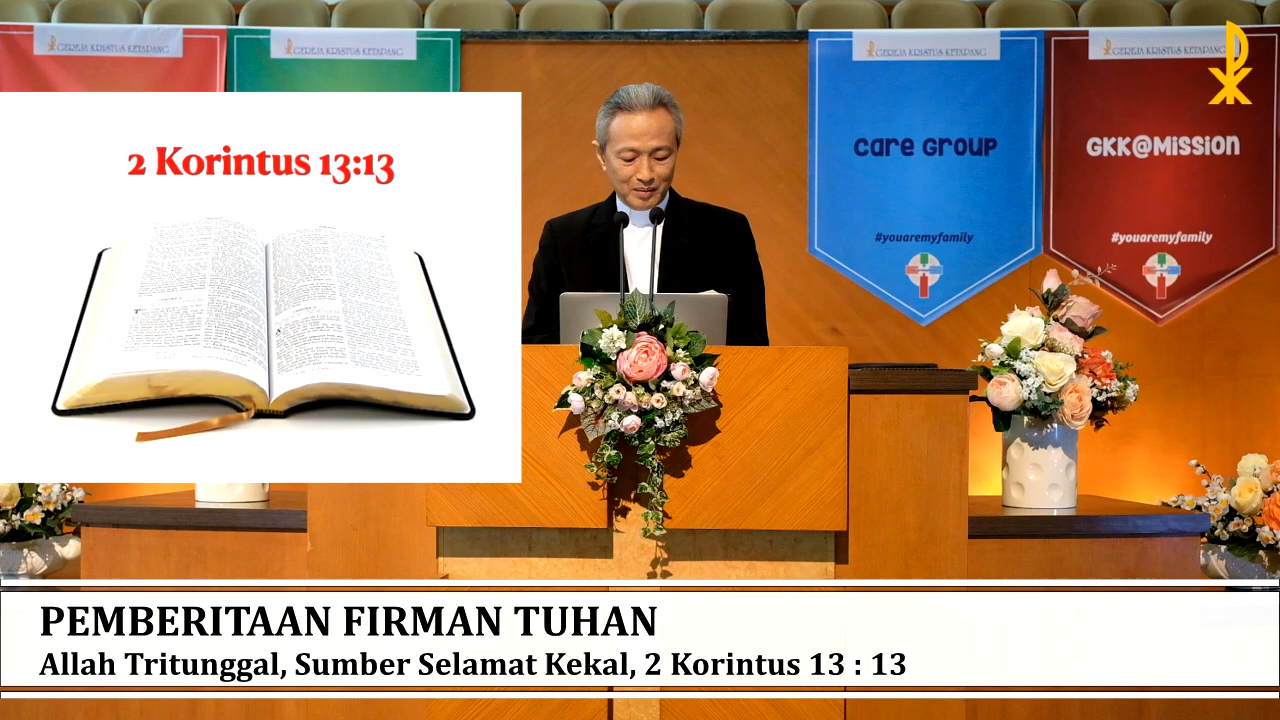 GEREJA KRISTUS KETAPANG
GEREJA KRISTUS KETAPANG
GEREJA KRISTUS KETAPANG
GEREJA KRISTUS KETAPANG
2 Korintus 13:13
care group
#youaremyfamily
GKK@Mission
#youaremyfamily
PEMBERITAAN FIRMAN TUHAN
Allah Tritunggal, Sumber Selamat Kekal, 2 Korintus 13 : 13